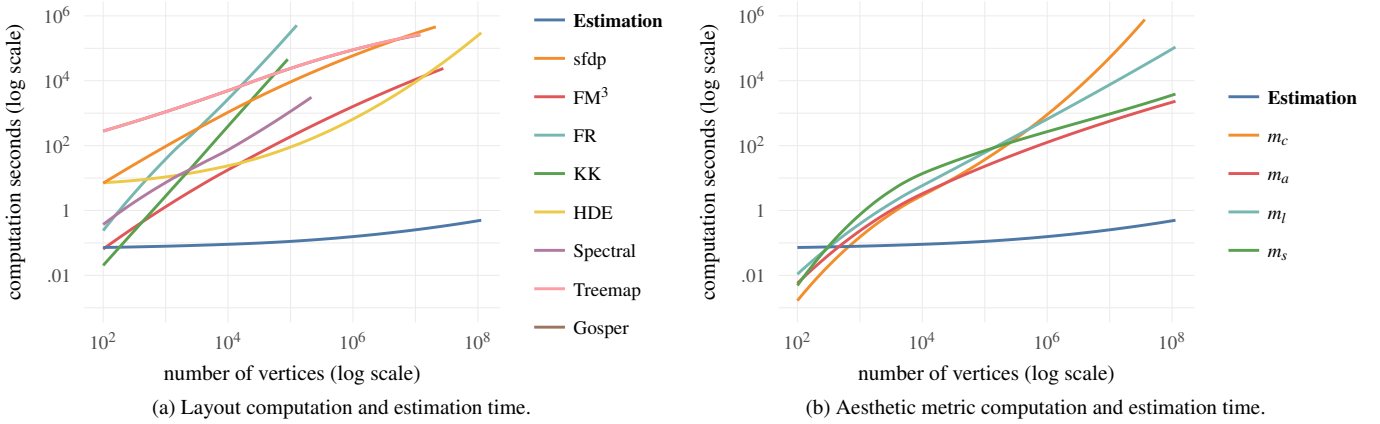 computation seconds (log scale)
10^6
10^4
10^2
1
.01
10^2
10^4
10^6
10^8
number of vertices (log scale)
Estimation
sfdp
FM^3
FR
KK
HDE
Spectral
Treemap
Gosper
(a) Layout computation and estimation time.
computation seconds (log scale)
10^6
10^4
10^2
1
.01
10^2
10^4
10^6
10^8
number of vertices (log scale)
Estimation
m_c
m_a
m_l
m_s
(b) Aesthetic metric computation and estimation time.